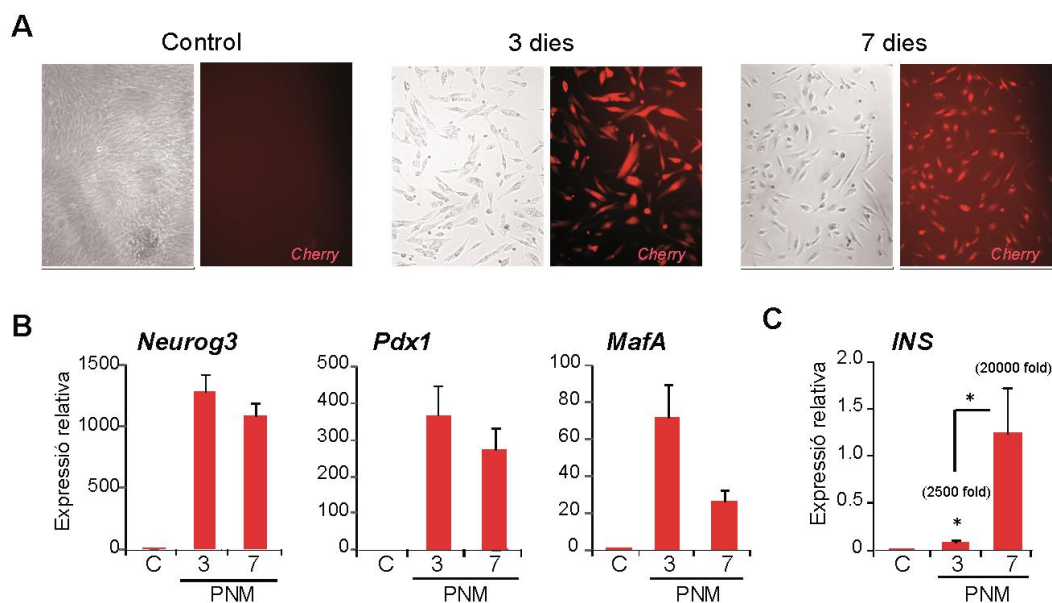 A
Control
3 dies
7 dies
Cherry
Cherry
Cherry
B
Neurog3
Expressió relativa
1500
1000
500
0
C
3
7
PNM
Pdx1
500
400
300
200
100
0
C
3
7
PNM
MafA
100
80
60
40
20
0
C
3
7
PNM
C
INS
Expressió relativa
2.0
1.5
1.0
0.5
0
(20000 fold)
*
(2500 fold)
*
C
3
7
PNM